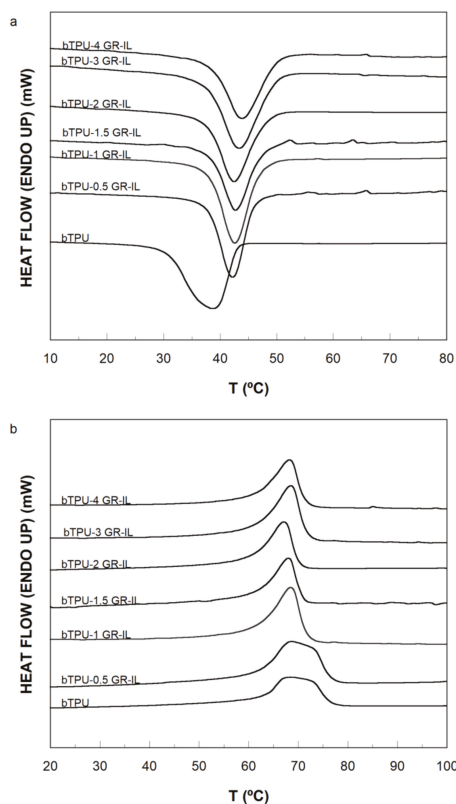 a
bTPU-4 GR-IL
bTPU-3 GR-IL
bTPU-2 GR-IL
bTPU-1.5 GR-IL
bTPU-1 GR-IL
bTPU-0.5 GR-IL
bTPU
HEAT FLOW (ENDO UP) (mW)
10 20 30 40 50 60 70 80
T (ºC)
b
bTPU-4 GR-IL
bTPU-3 GR-IL
bTPU-2 GR-IL
bTPU-1.5 GR-IL
bTPU-1 GR-IL
bTPU-0.5 GR-IL
bTPU
HEAT FLOW (ENDO UP) (mW)
20 30 40 50 60 70 80 90 100
T (ºC)